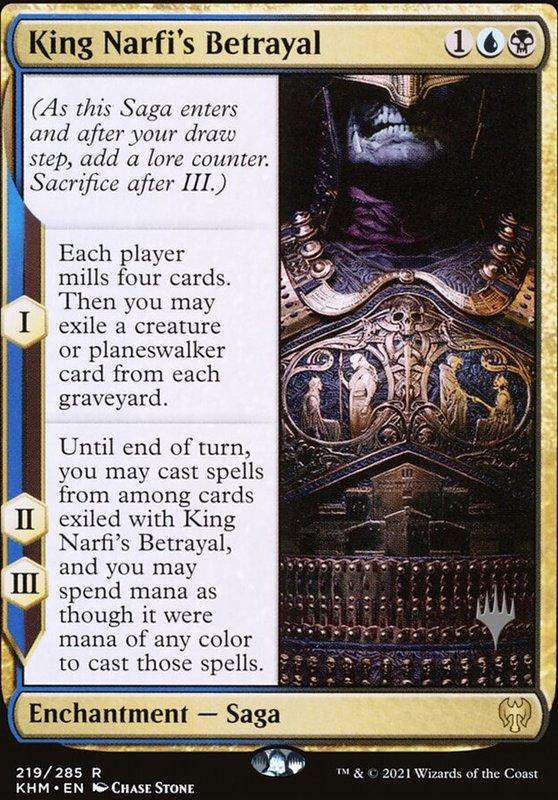 King Narfi's Betrayal 1
(As this Saga enters
and after your draw
step, add a lore counter.
Sacrifice after III.)
I
Each player
mills four cards.
Then you may
exile a creature
or planeswalker
card from each
graveyard.
II
III
Until end of turn,
you may cast spells
from among cards
exiled with King
Narfi's Betrayal,
and you may
spend mana as
though it were
mana of any color
to cast those spells.
Enchantment — Saga
219/285 R
KHM • EN Chase Stone
™ & © 2021 Wizards of the Coast